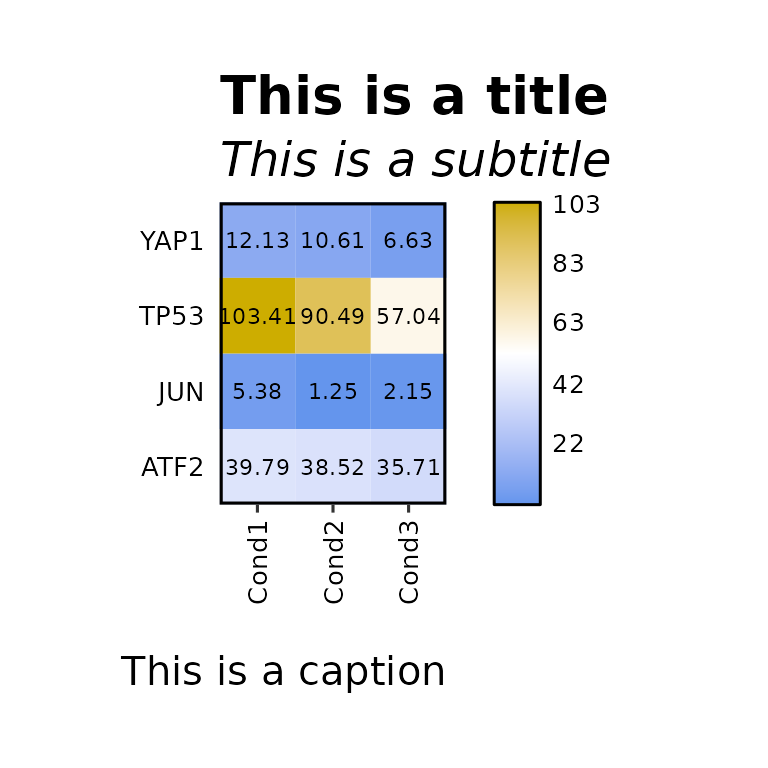 This is a title
This is a subtitle
YAP1 12.13 10.61 6.63
TP53 103.41 90.49 57.04
JUN 5.38 1.25 2.15
ATF2 39.79 38.52 35.71
Cond1 Cond2 Cond3
103
83
63
42
22
This is a caption